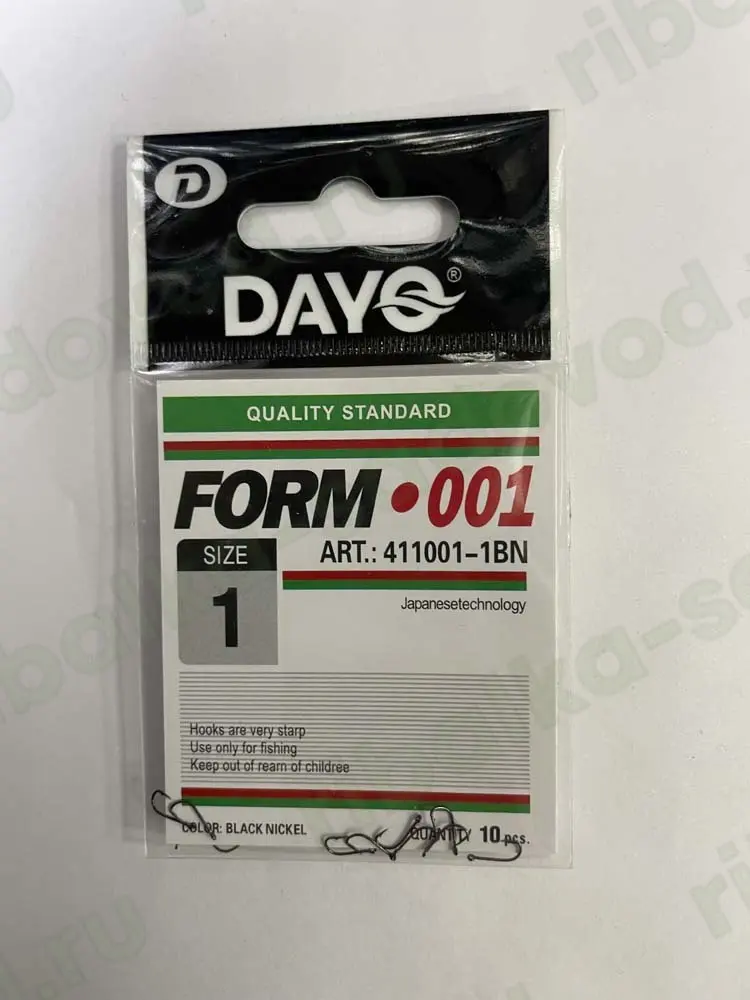 D
DAYO®
QUALITY STANDARD
FORM•001
SIZE
1
ART.: 411001-1BN
Japanesetechnology
Hooks are very starp
Use only for fishing
Keep out of rearn of childree
COLOR: BLACK NICKEL
QUANTITY 10 pcs.